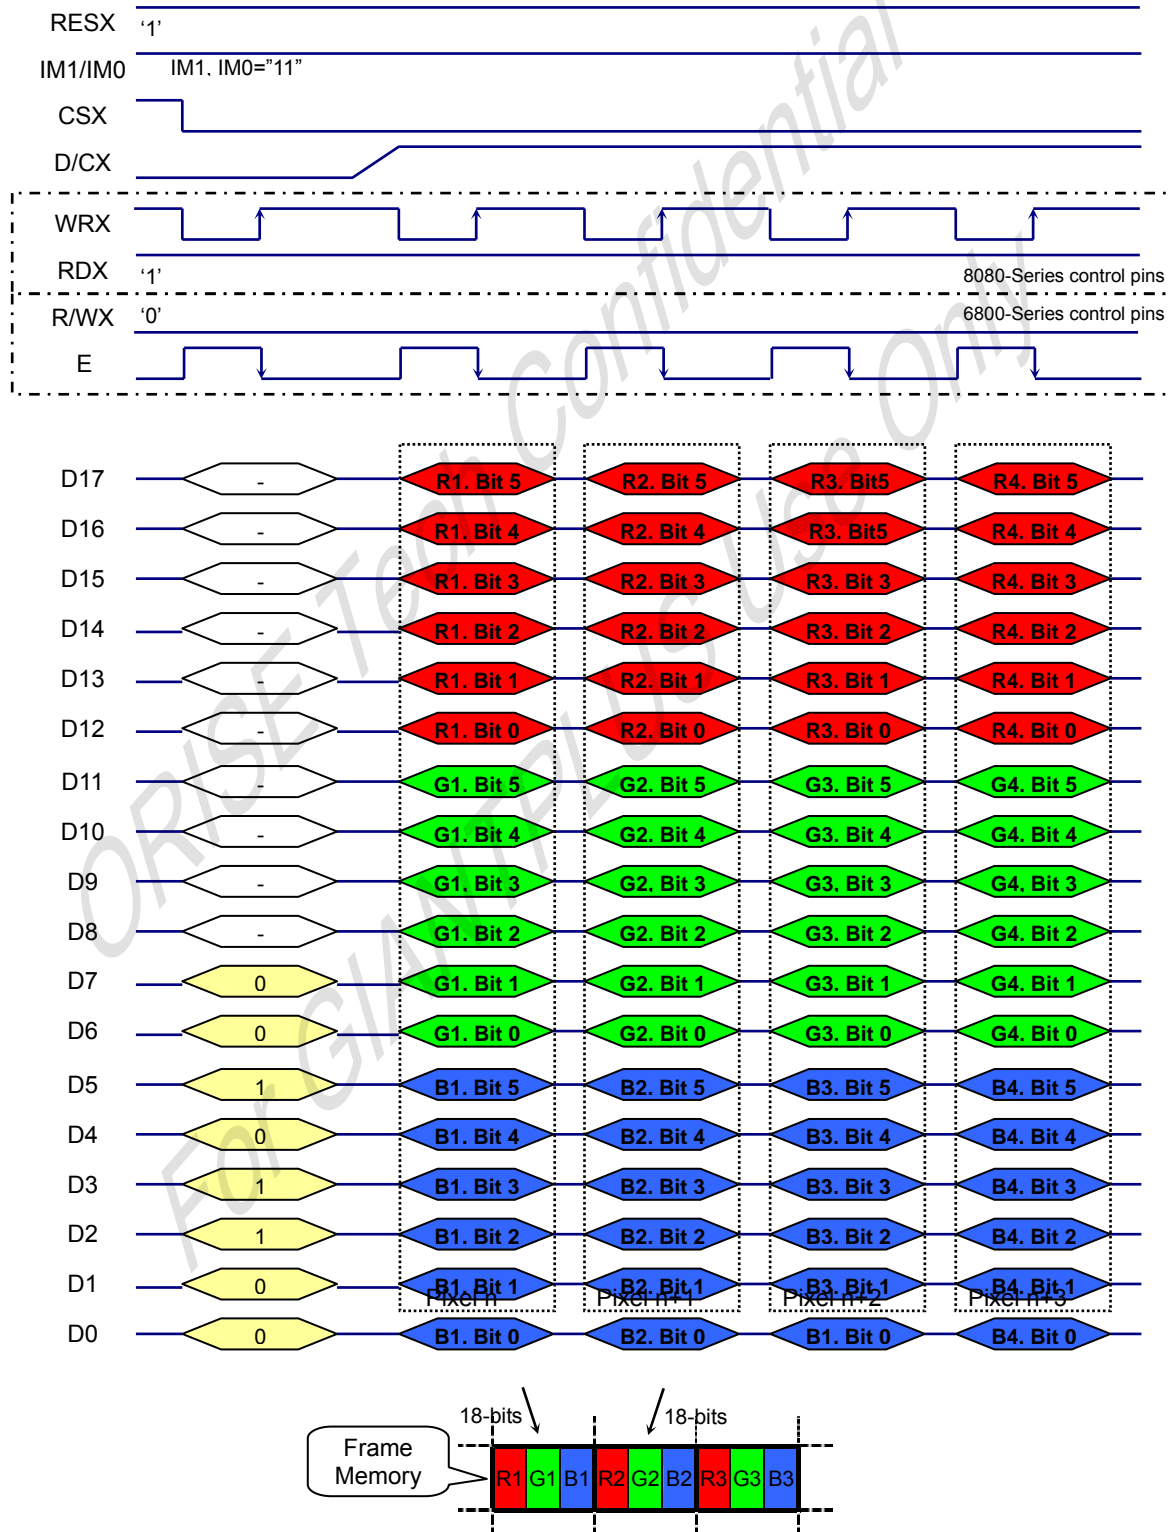 RESX '1'
IM1/IM0 IM1, IM0="11"
CSX
D/CX
WRX
RDX '1' 8080-Series control pins
R/WX '0' 6800-Series control pins
E
D17 - R1. Bit 5 R2. Bit 5 R3. Bit5 R4. Bit 5
D16 - R1. Bit 4 R2. Bit 4 R3. Bit5 R4. Bit 4
D15 - R1. Bit 3 R2. Bit 3 R3. Bit 3 R4. Bit 3
D14 - R1. Bit 2 R2. Bit 2 R3. Bit 2 R4. Bit 2
D13 - R1. Bit 1 R2. Bit 1 R3. Bit 1 R4. Bit 1
D12 - R1. Bit 0 R2. Bit 0 R3. Bit 0 R4. Bit 0
D11 - G1. Bit 5 G2. Bit 5 G3. Bit 5 G4. Bit 5
D10 - G1. Bit 4 G2. Bit 4 G3. Bit 4 G4. Bit 4
D9 - G1. Bit 3 G2. Bit 3 G3. Bit 3 G4. Bit 3
D8 - G1. Bit 2 G2. Bit 2 G3. Bit 2 G4. Bit 2
D7 0 G1. Bit 1 G2. Bit 1 G3. Bit 1 G4. Bit 1
D6 0 G1. Bit 0 G2. Bit 0 G3. Bit 0 G4. Bit 0
D5 1 B1. Bit 5 B2. Bit 5 B3. Bit 5 B4. Bit 5
D4 0 B1. Bit 4 B2. Bit 4 B3. Bit 4 B4. Bit 4
D3 1 B1. Bit 3 B2. Bit 3 B3. Bit 3 B4. Bit 3
D2 1 B1. Bit 2 B2. Bit 2 B3. Bit 2 B4. Bit 2
D1 0 B1. Bit 1 B2. Bit 1 B3. Bit 1 B4. Bit 1
Pixel n Pixel n+1 Pixel n+2 Pixel n+3
D0 0 B1. Bit 0 B2. Bit 0 B1. Bit 0 B4. Bit 0
18-bits 18-bits
Frame
Memory
R1 G1 B1 R2 G2 B2 R3 G3 B3
ORISE Tech Confidential
For GIANTPLUS Use Only